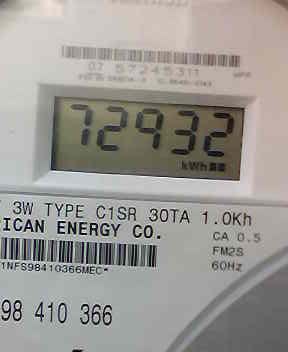 07 57245311
72932
kWh
3W TYPE C1SR 30TA 1.0Kh
ICAN ENERGY CO.
CA 0.5
FM2S
1NFS98410366MEC*
60Hz
98 410 366